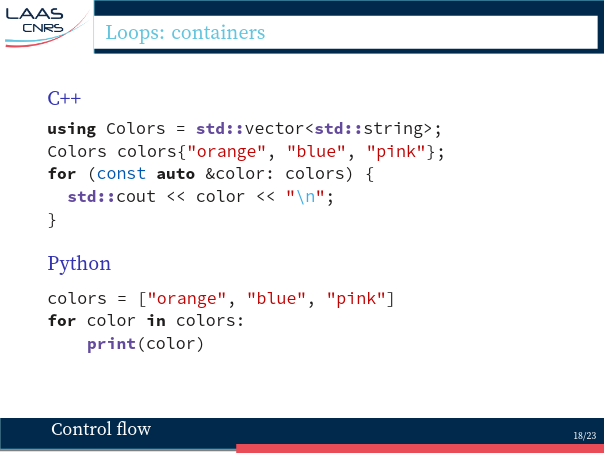 LAAS
CNRS
Loops: containers
C++
using Colors = std::vector<std::string>;
Colors colors{"orange", "blue", "pink"};
for (const auto &color: colors) {
  std::cout << color << "\n";
}
Python
colors = ["orange", "blue", "pink"]
for color in colors:
    print(color)
Control flow
18/23